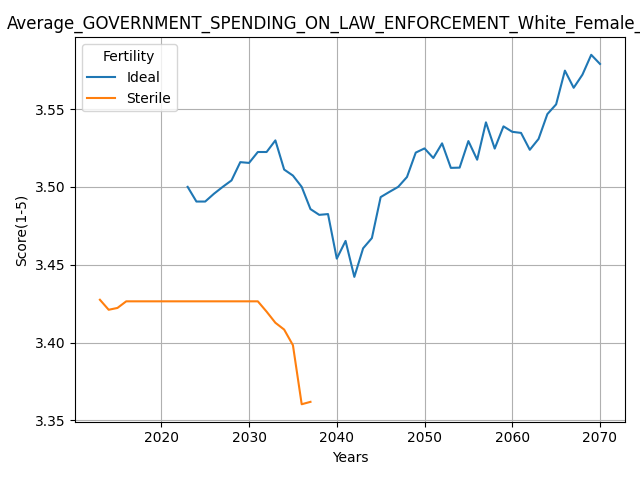 Average_GOVERNMENT_SPENDING_ON_LAW_ENFORCEMENT_White_Female_
Fertility
Ideal
Sterile
Score(1-5)
3.55
3.50
3.45
3.40
3.35
2020 2030 2040 2050 2060 2070
Years